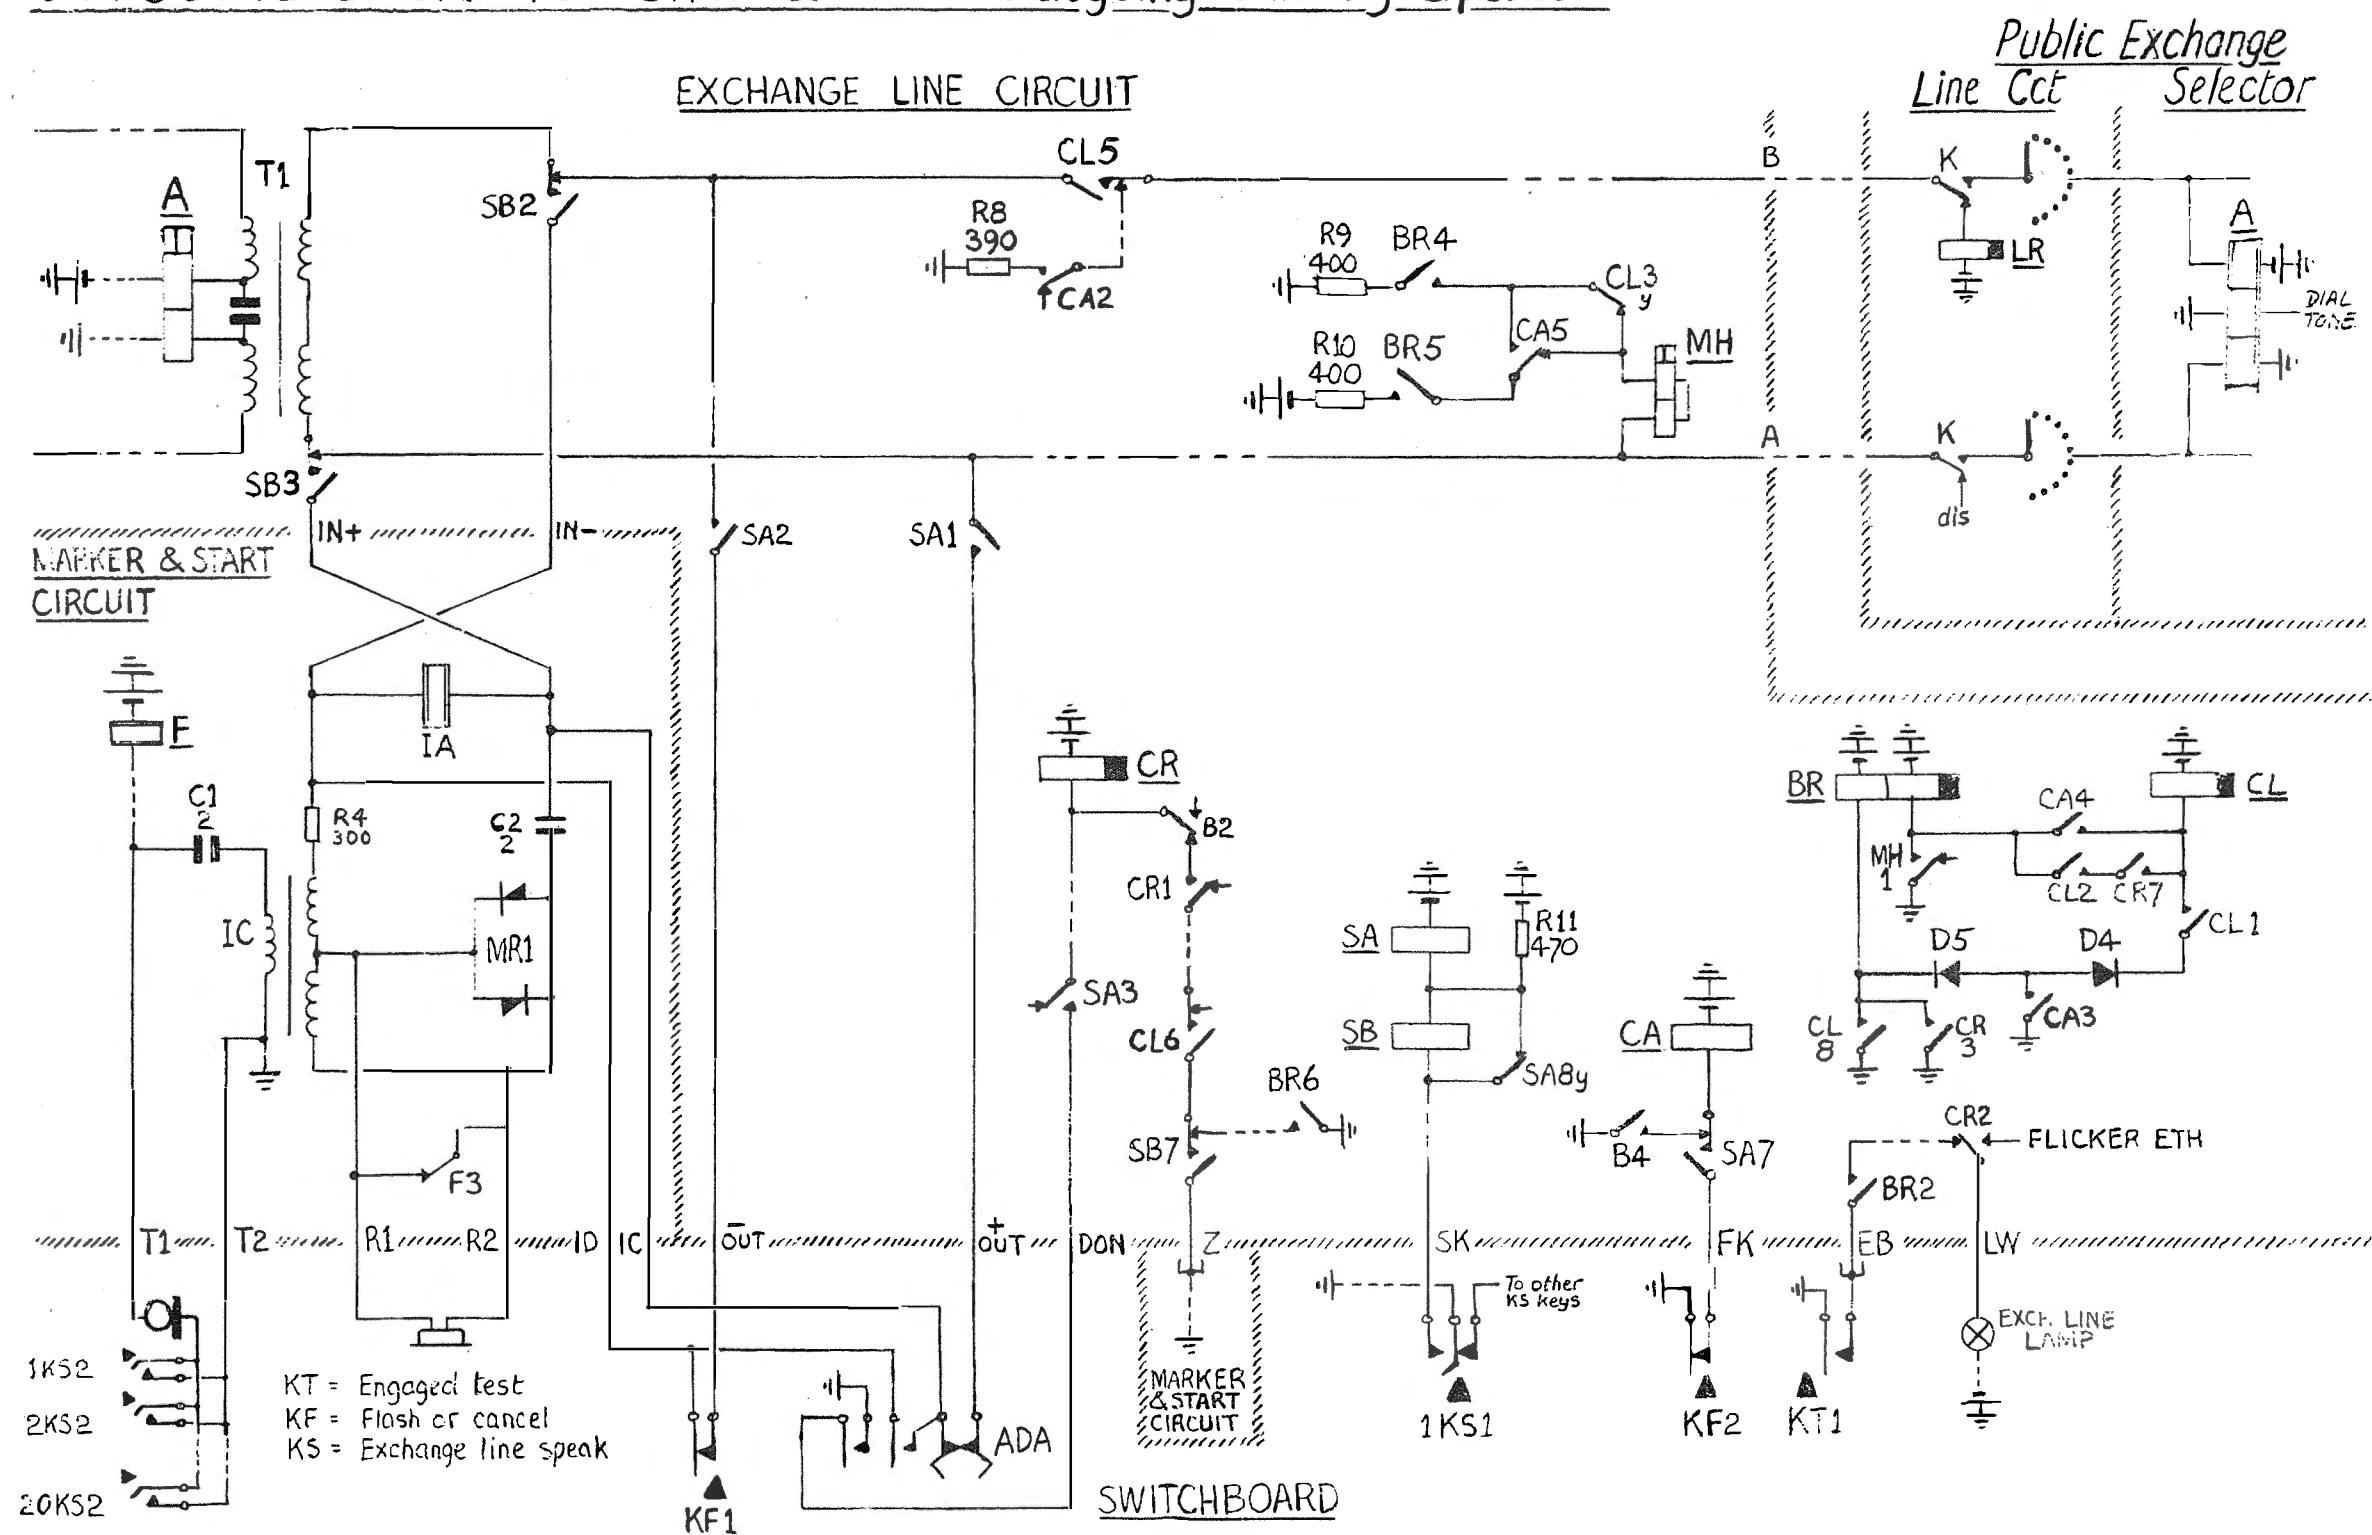 Outgoing
EXCHANGE LINE CIRCUIT
Public Exchange
Line Cct
Selector
T1
A
SB2
CL5
R8
390
CA2
R9
400
BR4
CL3
y
CA5
R10
400
BR5
MH
B
A
K
LR
K
dis
A
DIAL
TONE
SB3
IN+
IN-
SA2
SA1
MARKER & START
CIRCUIT
F
IA
C1
2
R4
300
C2
2
IC
MR1
F3
CR
B2
CR1
SA3
CL6
SB7
BR6
SA
SB
R11
470
SA8y
CA
B4
SA7
BR
CL
CA4
MH
1
CL2
CR7
CL1
D5
D4
CL
8
CR
3
CA3
CR2
FLICKER ETH
BR2
T1
T2
R1
R2
ID
IC
- OUT
+ OUT
DON
Z
SK
FK
EB
LW
To other
KS keys
EXCH. LINE
LAMP
1KS2
2KS2
20KS2
KT = Engaged test
KF = Flash or cancel
KS = Exchange line speak
KF1
ADA
MARKER
& START
CIRCUIT
1KS1
KF2
KT1
SWITCHBOARD